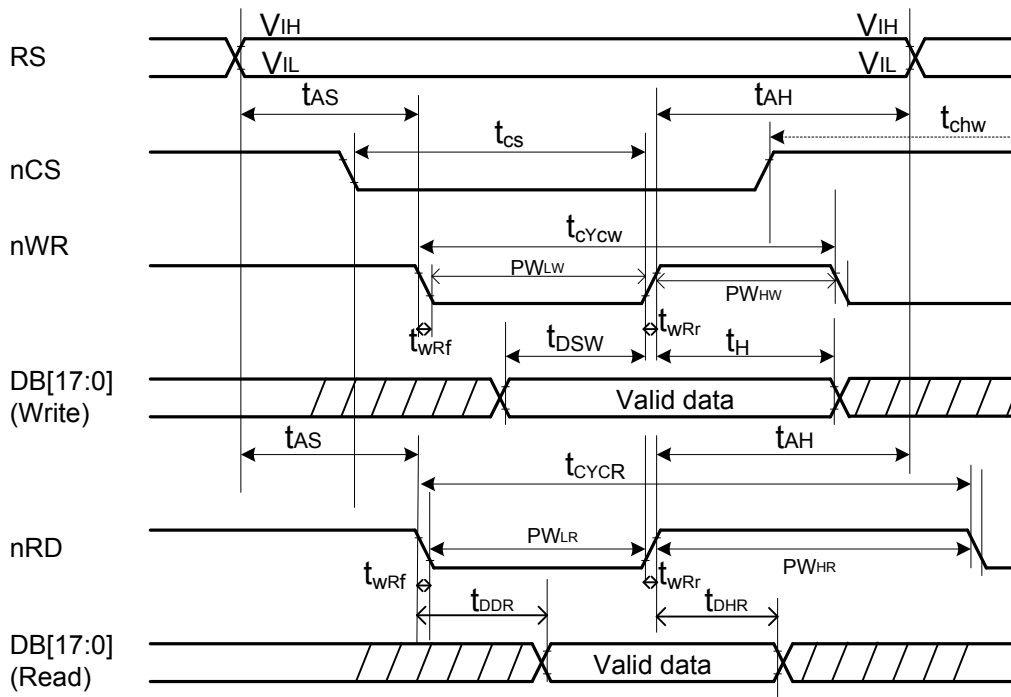 RS
VIH
VIH
VIL
VIL
tAS
tAH
nCS
tcs
tchw
nWR
tcYcw
PWLW
PWHW
twRf
twRr
tDSW
tH
DB[17:0]
(Write)
Valid data
tAS
tAH
tCYCR
nRD
PWLR
PWHR
twRf
twRr
tDDR
tDHR
DB[17:0]
(Read)
Valid data